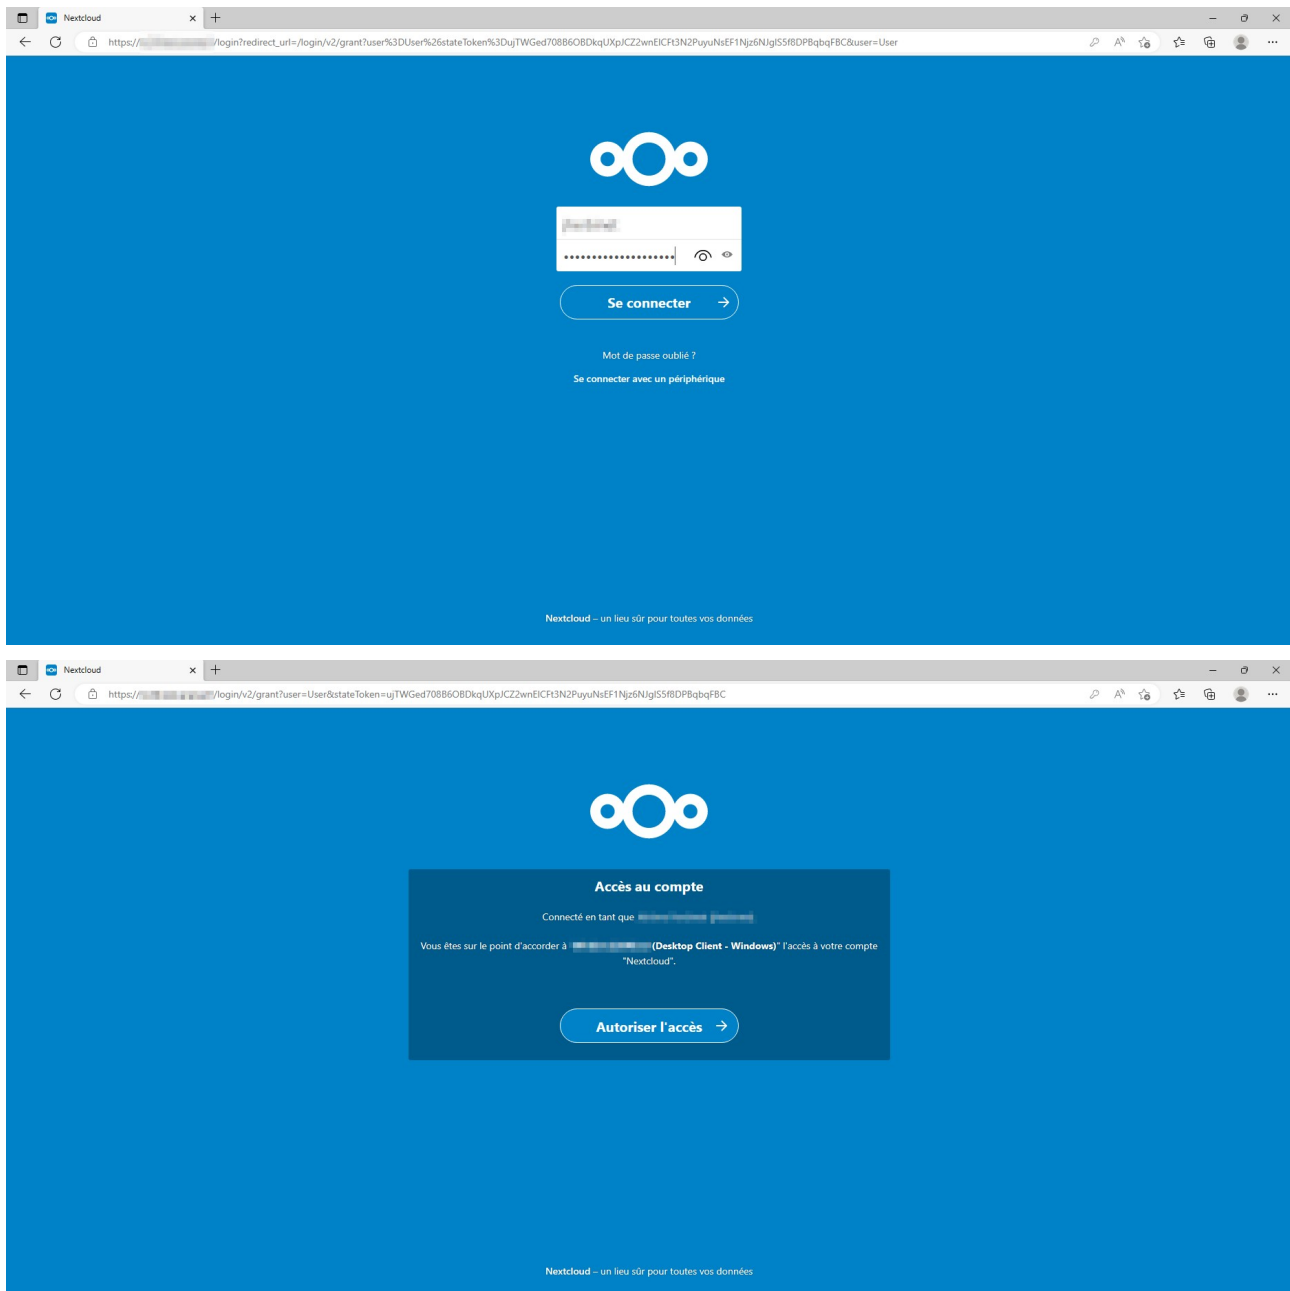 Nextcloud
https:// /login?redirect_url=/login/v2/grant?user%3DUser%26stateToken%3DujTWGed708B6OBDkqUXpJCZ2wnEICFt3N2PuyuNsEF1Njz6NJgIS5f8DPBqbqFBC&user=User
Se connecter
Mot de passe oublié ?
Se connecter avec un périphérique
Nextcloud – un lieu sûr pour toutes vos données
Nextcloud
https:// /login/v2/grant?user=User&stateToken=ujTWGed708B6OBDkqUXpJCZ2wnEICFt3N2PuyuNsEF1Njz6NJgIS5f8DPBqbqFBC
Accès au compte
Connecté en tant que
Vous êtes sur le point d'accorder à (Desktop Client - Windows)" l'accès à votre compte
"Nextcloud".
Autoriser l'accès
Nextcloud – un lieu sûr pour toutes vos données